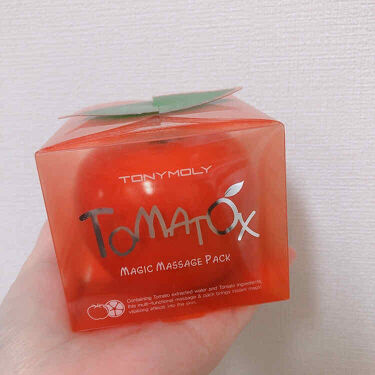 TONYMOLY
TOMATOX
MAGIC MASSAGE PACK
Containing Tomato extracted water and Tomato ingredients,
this multi-functional massage & pack brings instant magic
vitalizing effects into the skin.